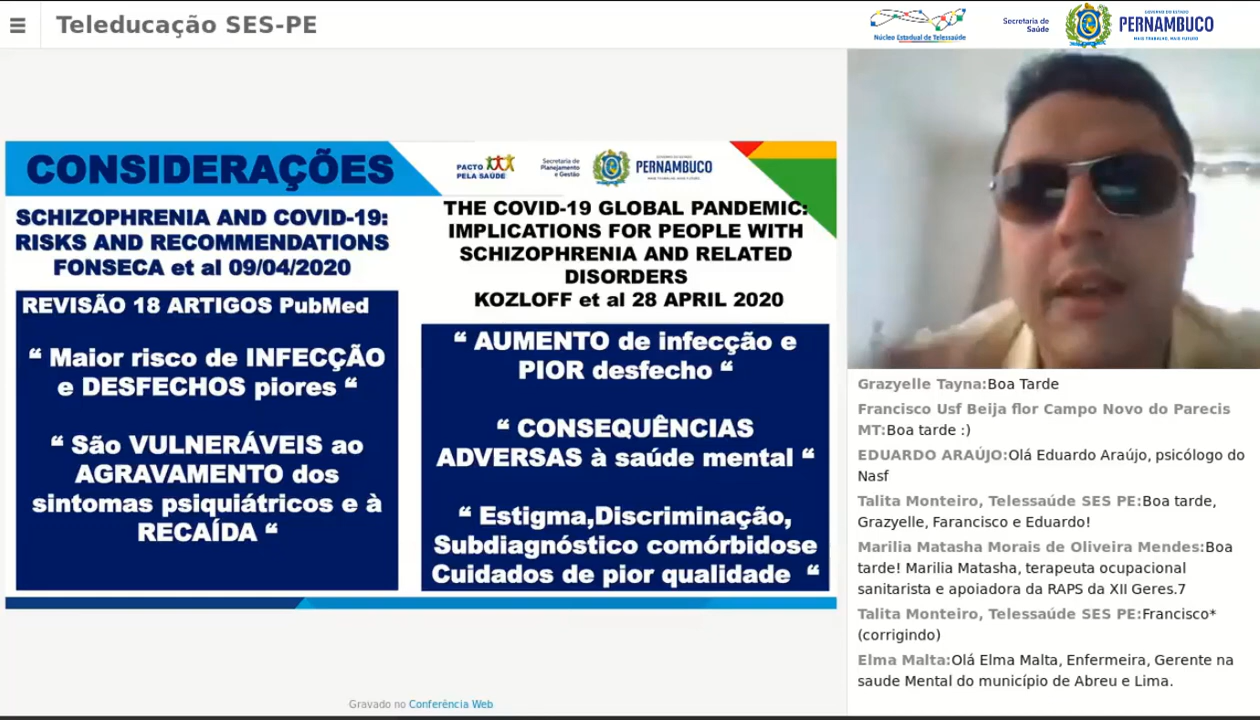 Teleducação SES-PE
Núcleo Estadual de Telessaúde
Secretaria de
Saúde
GOVERNO DO ESTADO
PERNAMBUCO
MAIS TRABALHO, MAIS FUTURO
CONSIDERAÇÕES
PACTO
PELA SAÚDE
Secretaria de
Planejamento
e Gestão
PERNAMBUCO
SCHIZOPHRENIA AND COVID-19:
RISKS AND RECOMMENDATIONS
FONSECA et al 09/04/2020
REVISÃO 18 ARTIGOS PubMed
“ Maior risco de INFECÇÃO
e DESFECHOS piores “
“ São VULNERÁVEIS ao
AGRAVAMENTO dos
sintomas psiquiátricos e à
RECAÍDA “
THE COVID-19 GLOBAL PANDEMIC:
IMPLICATIONS FOR PEOPLE WITH
SCHIZOPHRENIA AND RELATED
DISORDERS
KOZLOFF et al 28 APRIL 2020
“ AUMENTO de infecção e
PIOR desfecho “
“ CONSEQUÊNCIAS
ADVERSAS à saúde mental “
“ Estigma,Discriminação,
Subdiagnóstico comórbidose
Cuidados de pior qualidade “
Grazyelle Tayna:Boa Tarde
Francisco Usf Beija flor Campo Novo do Parecis
MT:Boa tarde :)
EDUARDO ARAÚJO:Olá Eduardo Araújo, psicólogo do
Nasf
Talita Monteiro, Telessaúde SES PE:Boa tarde,
Grazyelle, Farancisco e Eduardo!
Marilia Matasha Morais de Oliveira Mendes:Boa
tarde! Marilia Matasha, terapeuta ocupacional
sanitarista e apoiadora da RAPS da XII Geres.7
Talita Monteiro, Telessaúde SES PE:Francisco*
(corrigindo)
Elma Malta:Olá Elma Malta, Enfermeira, Gerente na
saude Mental do município de Abreu e Lima.
Gravado no Conferência Web